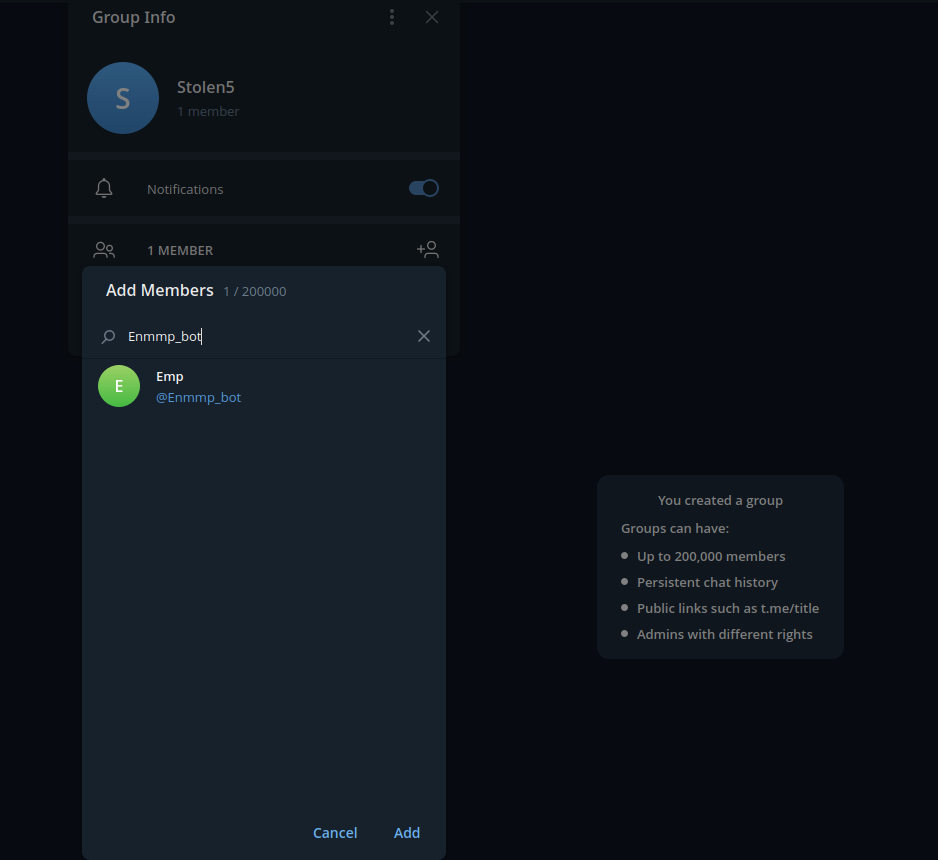 Group Info
S
Stolen5
1 member
Notifications
1 MEMBER
Add Members 1 / 200000
Enmmp_bot
E
Emp
@Enmmp_bot
Cancel Add
You created a group
Groups can have:
Up to 200,000 members
Persistent chat history
Public links such as t.me/title
Admins with different rights